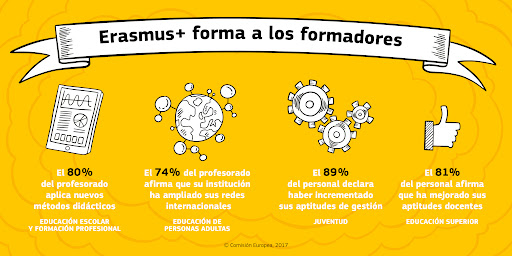 Erasmus+ forma a los formadores
El 80%
del profesorado
aplica nuevos
métodos didácticos
EDUCACIÓN ESCOLAR
Y FORMACIÓN PROFESIONAL
El 74% del profesorado
afirma que su institución
ha ampliado sus redes
internacionales
EDUCACIÓN DE
PERSONAS ADULTAS
El 89%
del personal declara
haber incrementado
sus aptitudes de gestión
JUVENTUD
El 81%
del personal afirma
que ha mejorado sus
aptitudes docentes
EDUCACIÓN SUPERIOR
© Comisión Europea, 2017